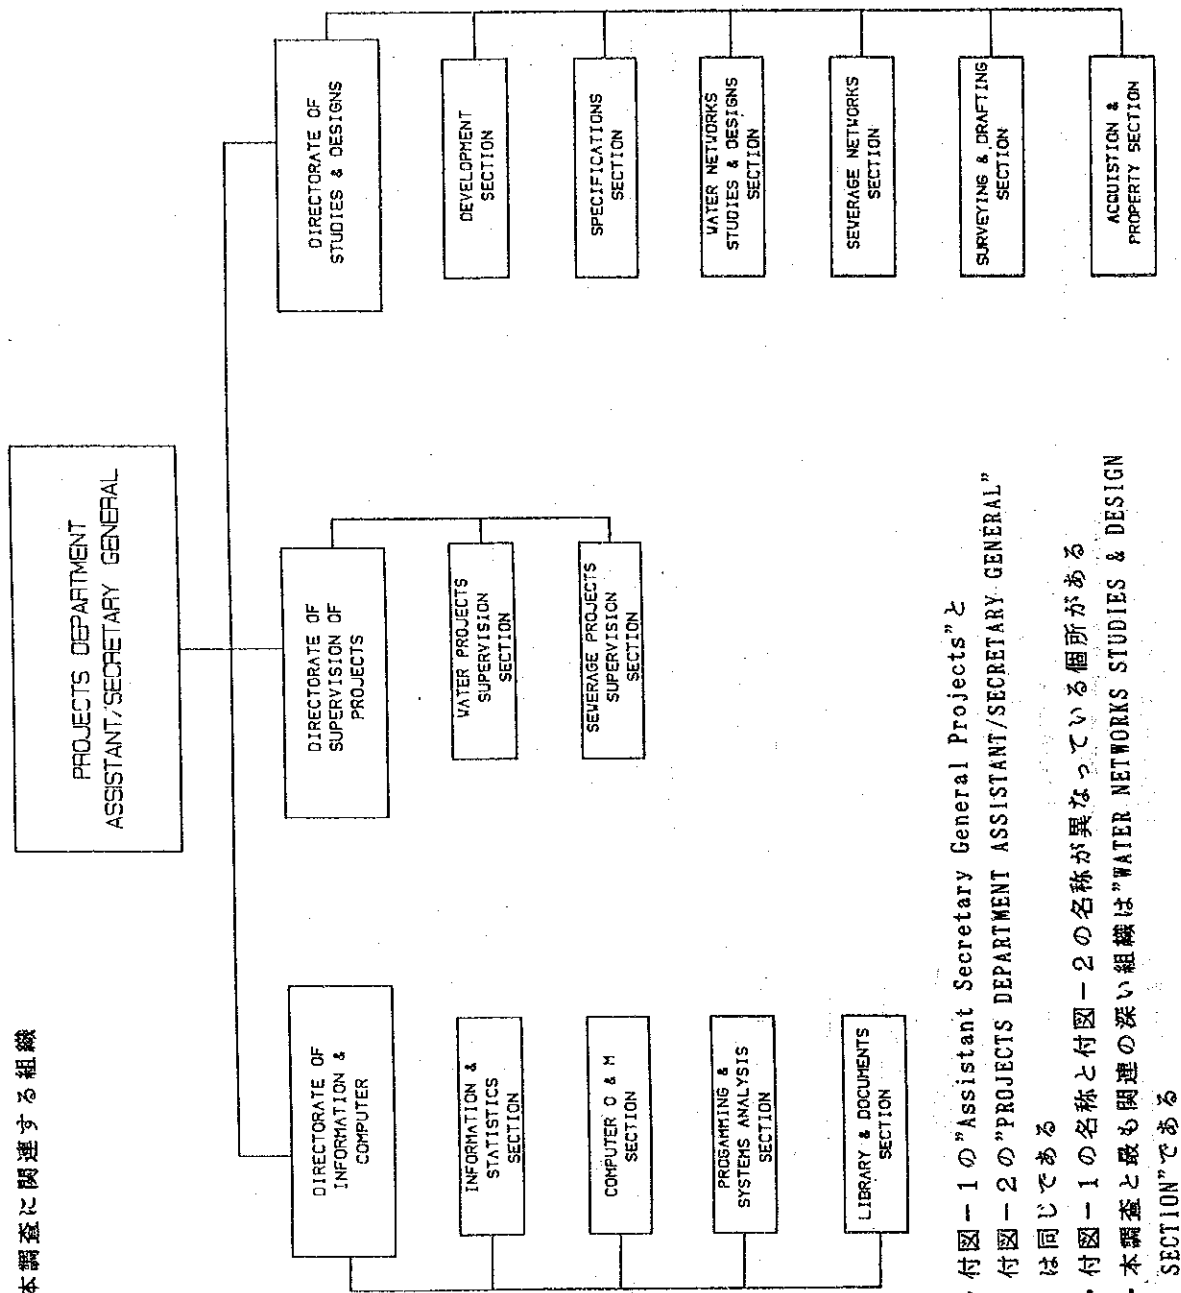 本調査に関連する組織
PROJECTS DEPARTMENT
ASSISTANT/SECRETARY GENERAL
DIRECTORATE OF
INFORMATION &
COMPUTER
INFORMATION &
STATISTICS
SECTION
COMPUTER O & M
SECTION
PROGAMMING &
SYSTEMS ANALYSIS
SECTION
LIBRARY & DOCUMENTS
SECTION
DIRECTORATE OF
SUPERVISION OF
PROJECTS
WATER PROJECTS
SUPERVISION
SECTION
SEWERAGE PROJECTS
SUPERVISION
SECTION
DIRECTORATE OF
STUDIES & DESIGNS
DEVELOPMENT
SECTION
SPECIFICATIONS
SECTION
WATER NETWORKS
STUDIES & DESIGNS
SECTION
SEWERAGE NETWORKS
SECTION
SURVEYING & DRAFTING
SECTION
ACQUISTION &
PROPERTY SECTION
・付図－1の"Assistant Secretary General Projects"と
付図－2の"PROJECTS DEPARTMENT ASSISTANT/SECRETARY GENERAL"
は同じである
・付図－1の名称と付図－2の名称が異なっている個所がある
・本調査と最も関連の深い組織は"WATER NETWORKS STUDIES & DESIGN
SECTION"である